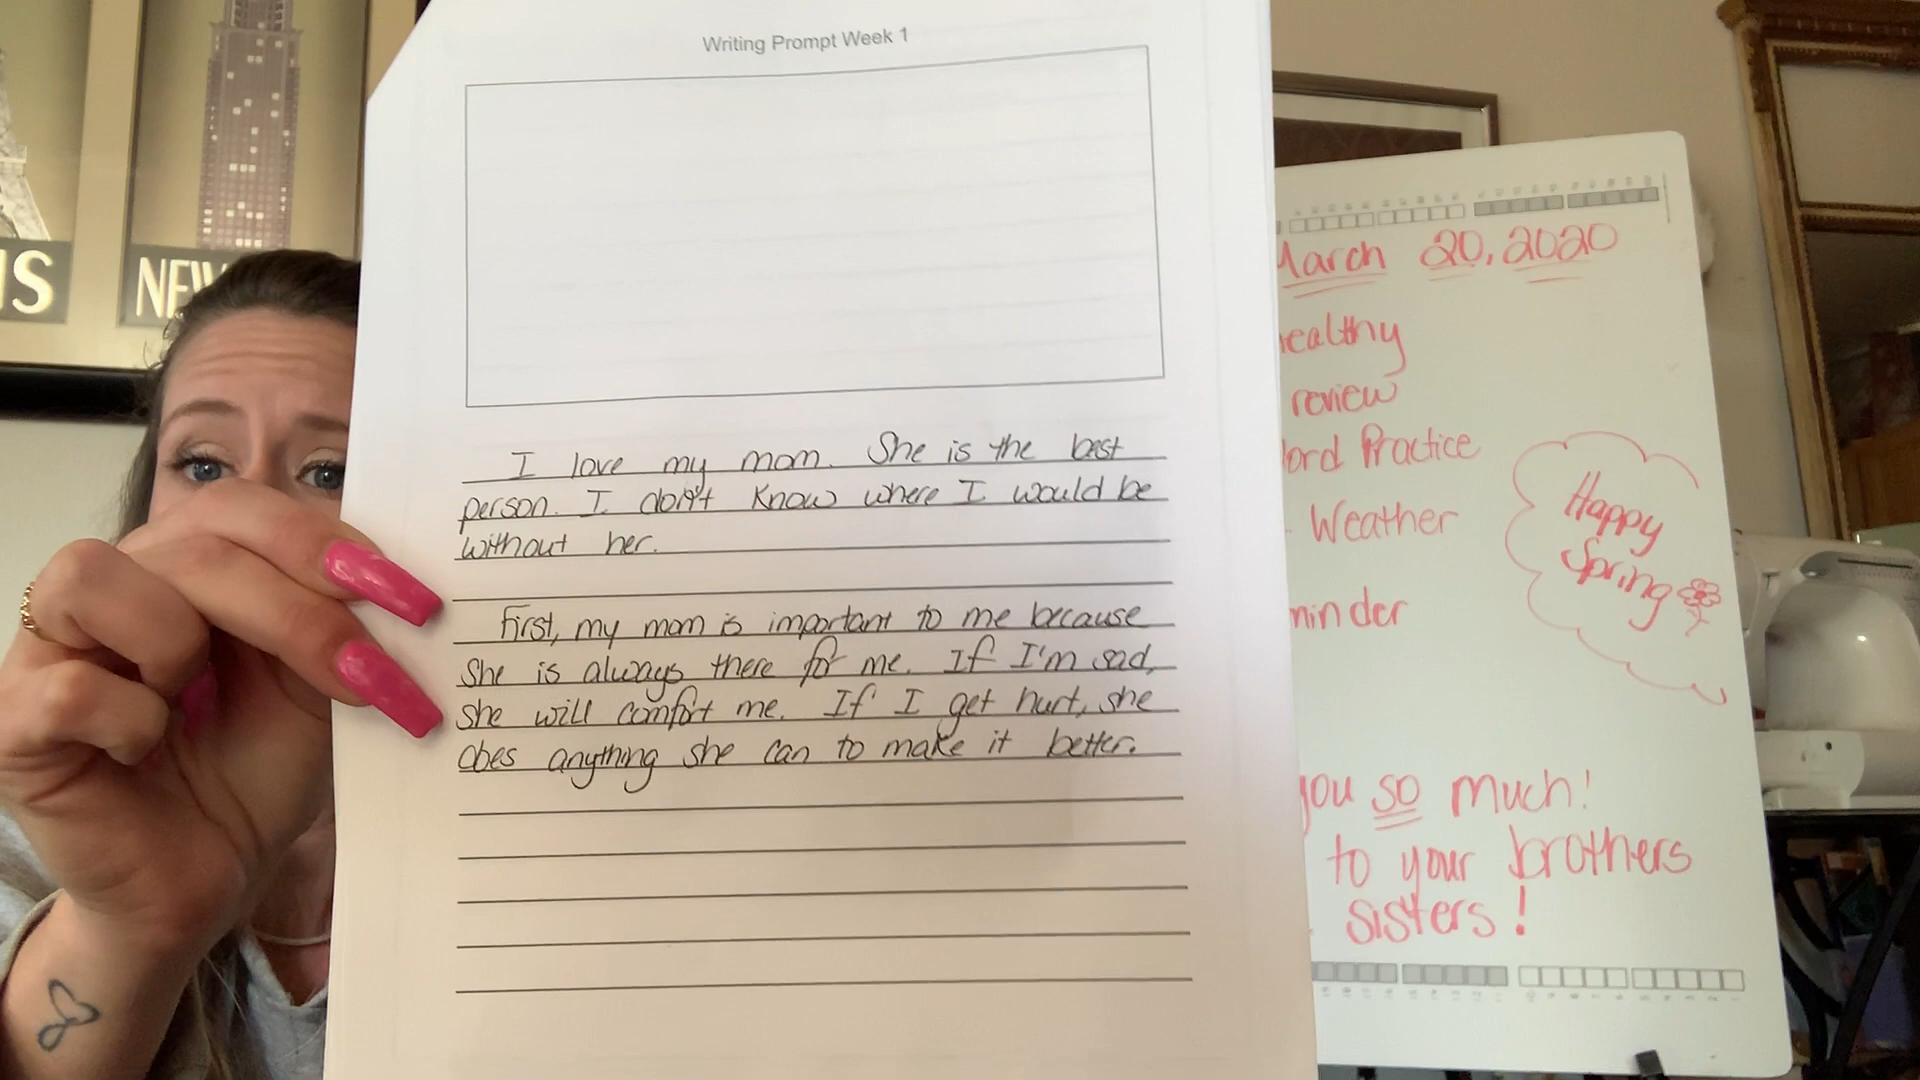 S
NEW
Writing Prompt Week 1
I love my mom. She is the best
person. I don't know where I would be
without her.
First, my mom is important to me because
she is always there for me. If I'm sad,
she will comfort me. If I get hurt, she
does anything she can to make it better.
March 20, 2020
healthy
review
Word Practice
Weather
Happy
Spring
minder
you so much!
to your brothers
sisters!